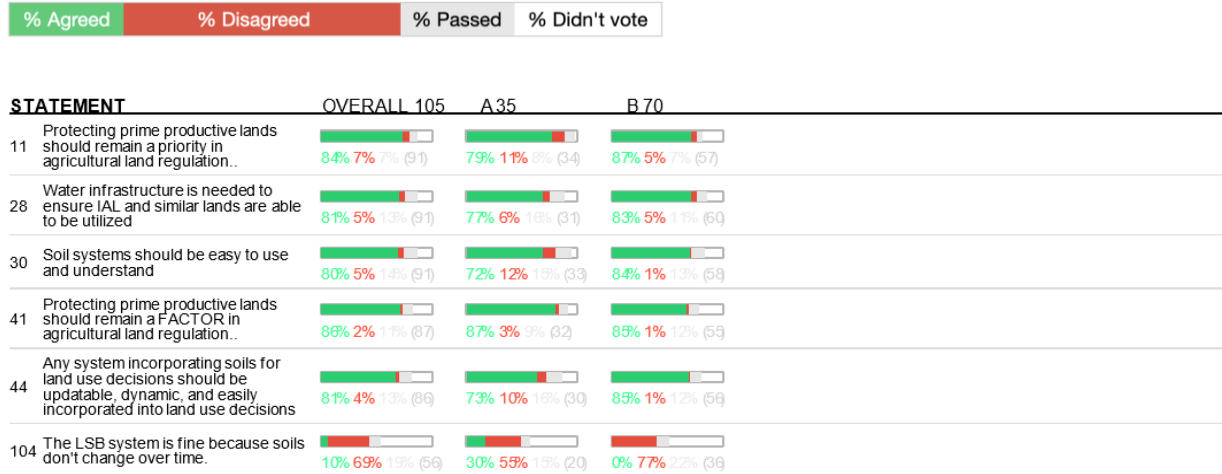 % Agreed % Disagreed % Passed % Didn't vote
STATEMENT OVERALL 105 A 35 B 70
11 Protecting prime productive lands
should remain a priority in
agricultural land regulation..
84% 7% 7% (91) 79% 11% 8% (34) 87% 5% 7% (57)
28 Water infrastructure is needed to
ensure IAL and similar lands are able
to be utilized
81% 5% 13% (91) 77% 6% 16% (31) 83% 5% 11% (60)
30 Soil systems should be easy to use
and understand
80% 5% 14% (91) 72% 12% 15% (33) 84% 1% 13% (58)
41 Protecting prime productive lands
should remain a FACTOR in
agricultural land regulation..
86% 2% 11% (87) 87% 3% 9% (32) 85% 1% 12% (55)
44 Any system incorporating soils for
land use decisions should be
updatable, dynamic, and easily
incorporated into land use decisions
81% 4% 13% (86) 73% 10% 16% (30) 85% 1% 12% (56)
104 The LSB system is fine because soils
don't change over time.
10% 69% 19% (56) 30% 55% 15% (20) 0% 77% 22% (36)